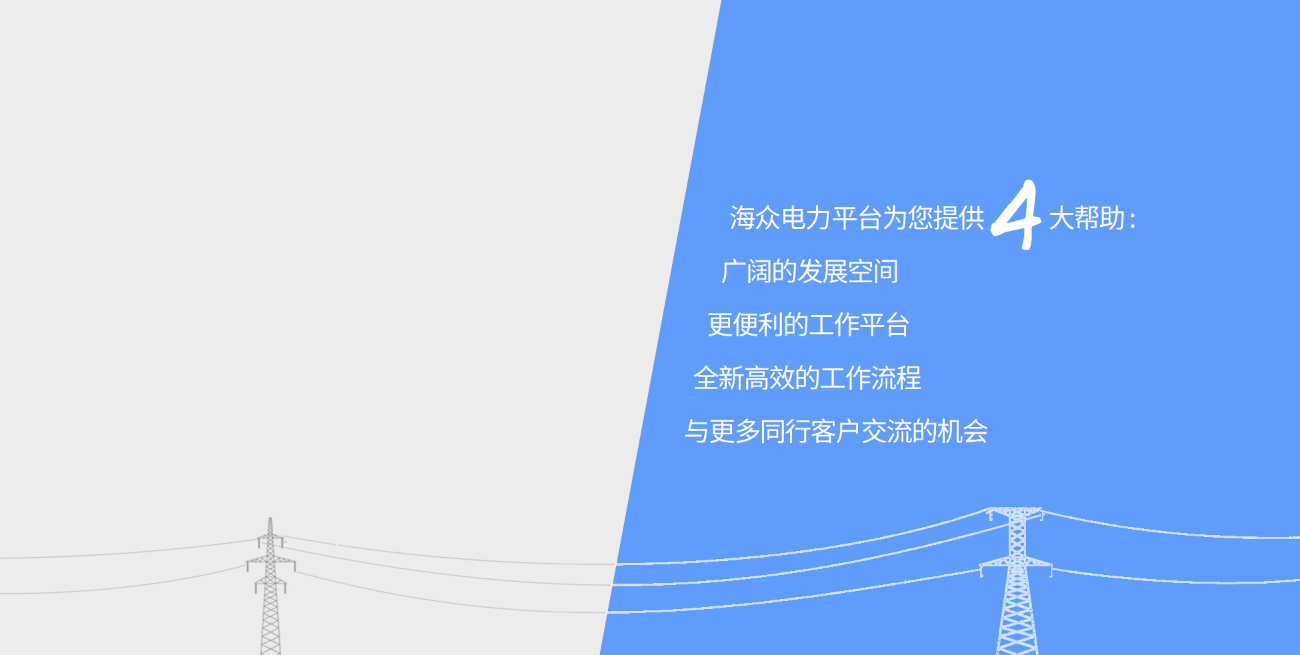 海众电力平台为您提供4大帮助:
广阔的发展空间
更便利的工作平台
全新高效的工作流程
与更多同行客户交流的机会